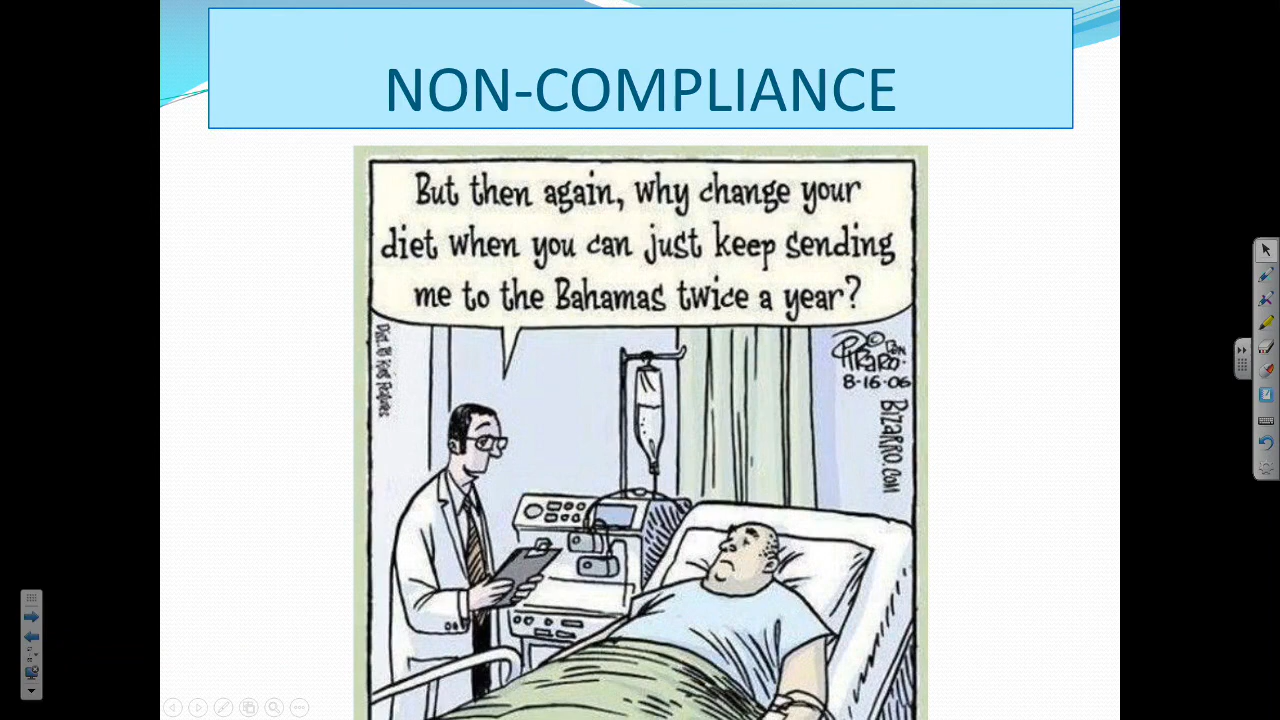 NON-COMPLIANCE
But then again, why change your
diet when you can just keep sending
me to the Bahamas twice a year?
8-16-06
BIZARRO.COM